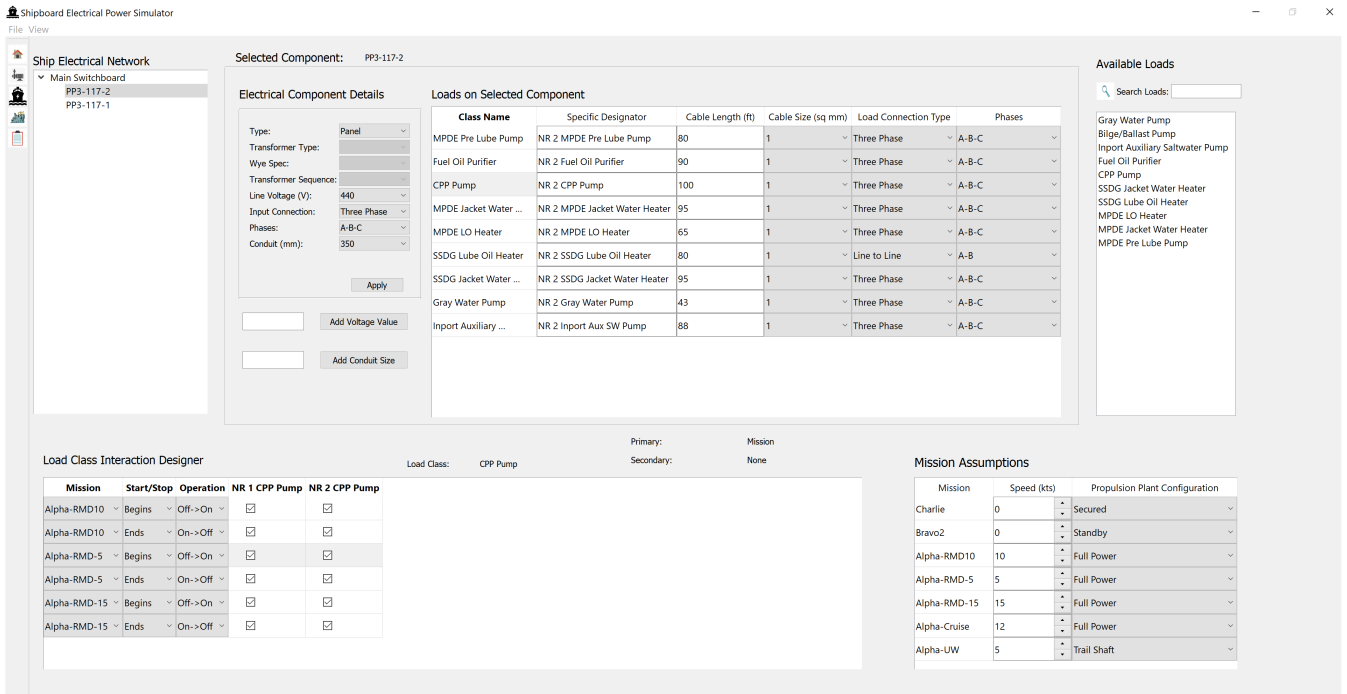 Shipboard Electrical Power Simulator
File View
Ship Electrical Network
Main Switchboard
PP3-117-2
PP3-117-1
Selected Component: PP3-117-2
Electrical Component Details
Type: Panel
Transformer Type:
Wye Spec:
Transformer Sequence:
Line Voltage (V): 440
Input Connection: Three Phase
Phases: A-B-C
Conduit (mm): 350
Apply
Add Voltage Value
Add Conduit Size
Loads on Selected Component
Class Name Specific Designator Cable Length (ft) Cable Size (sq mm) Load Connection Type Phases
MPDE Pre Lube Pump NR 2 MPDE Pre Lube Pump 80 1 Three Phase A-B-C
Fuel Oil Purifier NR 2 Fuel Oil Purifier 90 1 Three Phase A-B-C
CPP Pump NR 2 CPP Pump 100 1 Three Phase A-B-C
MPDE Jacket Water ... NR 2 MPDE Jacket Water Heater 95 1 Three Phase A-B-C
MPDE LO Heater NR 2 MPDE LO Heater 65 1 Three Phase A-B-C
SSDG Lube Oil Heater NR 2 SSDG Lube Oil Heater 80 1 Line to Line A-B
SSDG Jacket Water ... NR 2 SSDG Jacket Water Heater 95 1 Three Phase A-B-C
Gray Water Pump NR 2 Gray Water Pump 43 1 Three Phase A-B-C
Inport Auxiliary ... NR 2 Inport Aux SW Pump 88 1 Three Phase A-B-C
Available Loads
Search Loads:
Gray Water Pump
Bilge/Ballast Pump
Inport Auxiliary Saltwater Pump
Fuel Oil Purifier
CPP Pump
SSDG Jacket Water Heater
SSDG Lube Oil Heater
MPDE LO Heater
MPDE Jacket Water Heater
MPDE Pre Lube Pump
Load Class Interaction Designer
Load Class: CPP Pump
Primary: Mission
Secondary: None
Mission Start/Stop Operation NR 1 CPP Pump NR 2 CPP Pump
Alpha-RMD10 Begins Off->On
Alpha-RMD10 Ends On->Off
Alpha-RMD-5 Begins Off->On
Alpha-RMD-5 Ends On->Off
Alpha-RMD-15 Begins Off->On
Alpha-RMD-15 Ends On->Off
Mission Assumptions
Mission Speed (kts) Propulsion Plant Configuration
Charlie 0 Secured
Bravo2 0 Standby
Alpha-RMD10 10 Full Power
Alpha-RMD-5 5 Full Power
Alpha-RMD-15 15 Full Power
Alpha-Cruise 12 Full Power
Alpha-UW 5 Trail Shaft